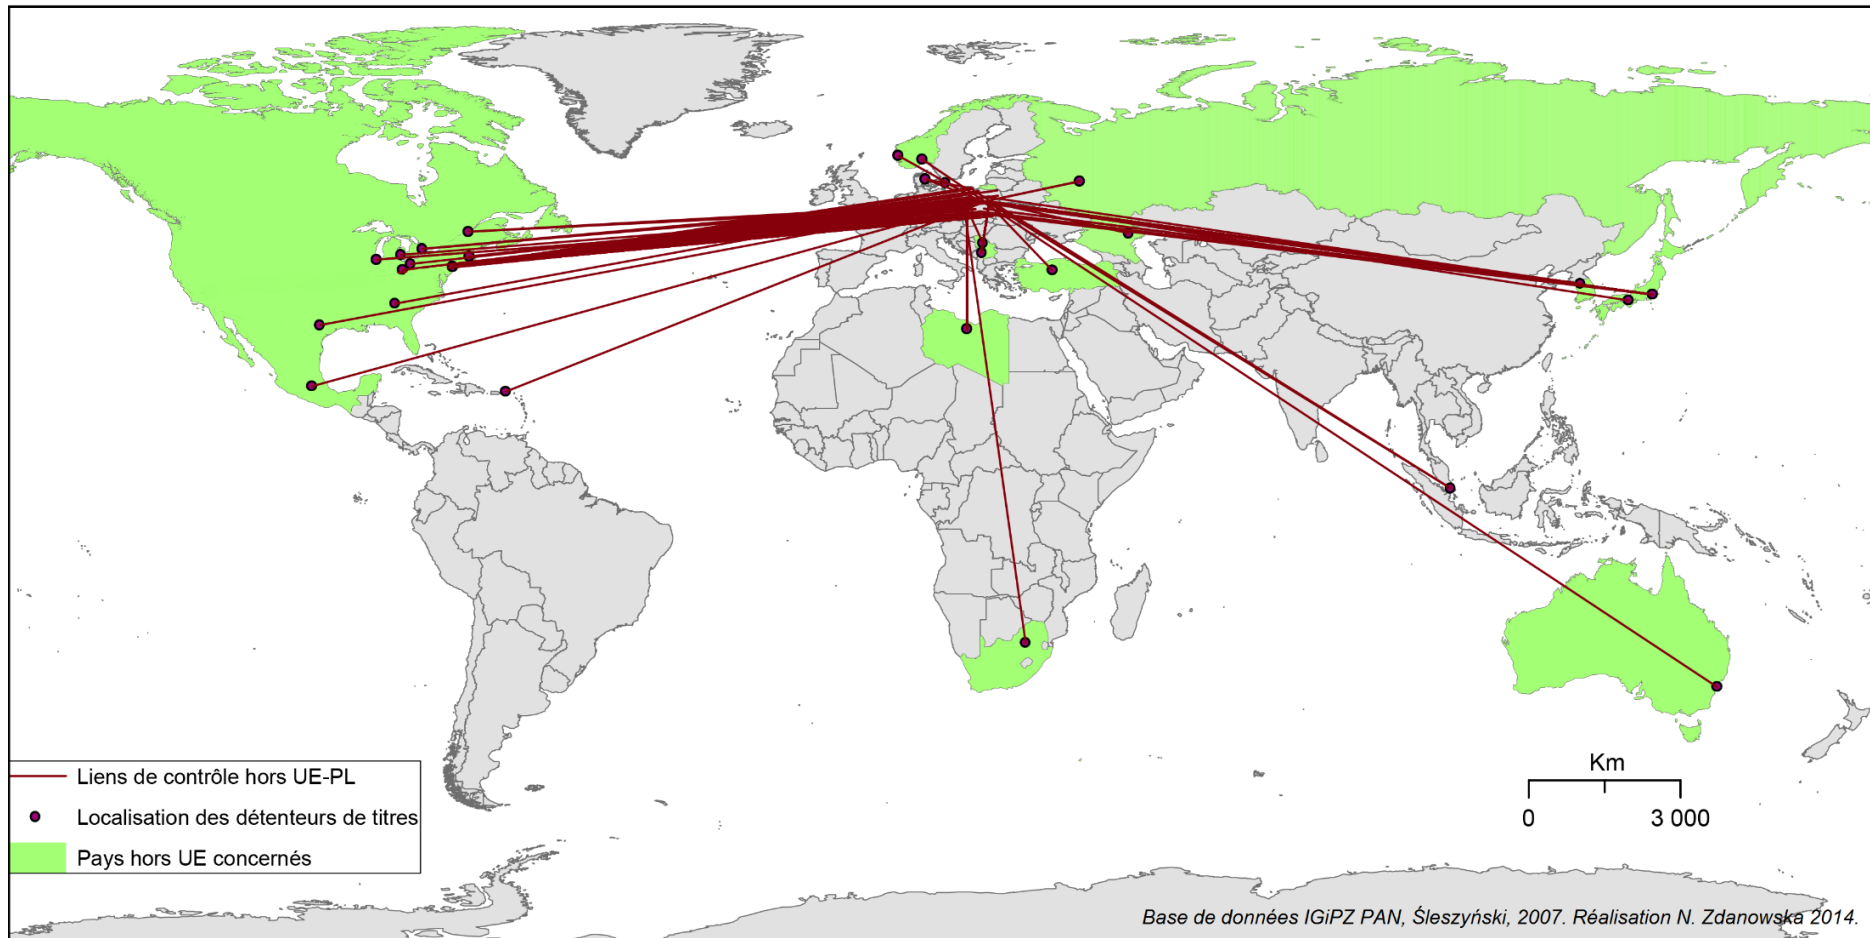 Liens de contrôle hors UE-PL
Localisation des détenteurs de titres
Pays hors UE concernés
Km
0 3 000
Base de données IGiPZ PAN, Śleszyński, 2007. Réalisation N. Zdanowska 2014.